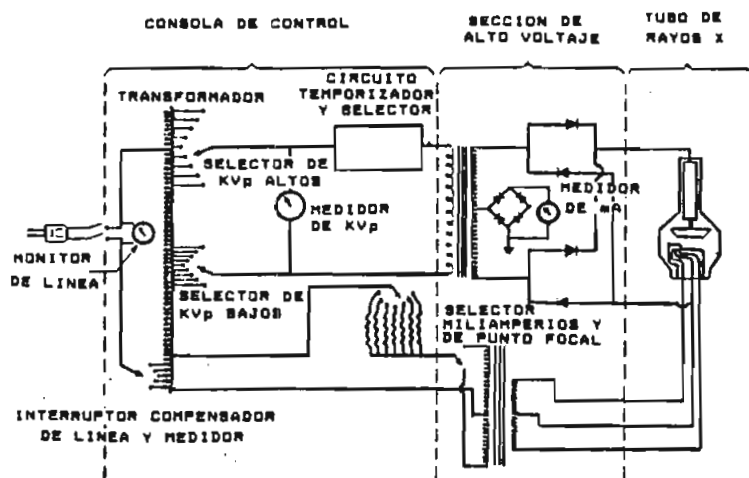 CONSOLA DE CONTROL
SECCION DE
ALTO VOLTAJE
TUBO DE
RAYOS X
CIRCUITO
TEMPORIZADOR
Y SELECTOR
TRANSFORMADOR
SELECTOR DE
KVp ALTOS
MEDIDOR
DE KVp
MEDIDOR
DE mA
MONITOR
DE LINEA
SELECTOR DE
KVp BAJOS
SELECTOR
MILIAMPERIOS Y
DE PUNTO FOCAL
INTERRUPTOR COMPENSADOR
DE LINEA Y MEDIDOR